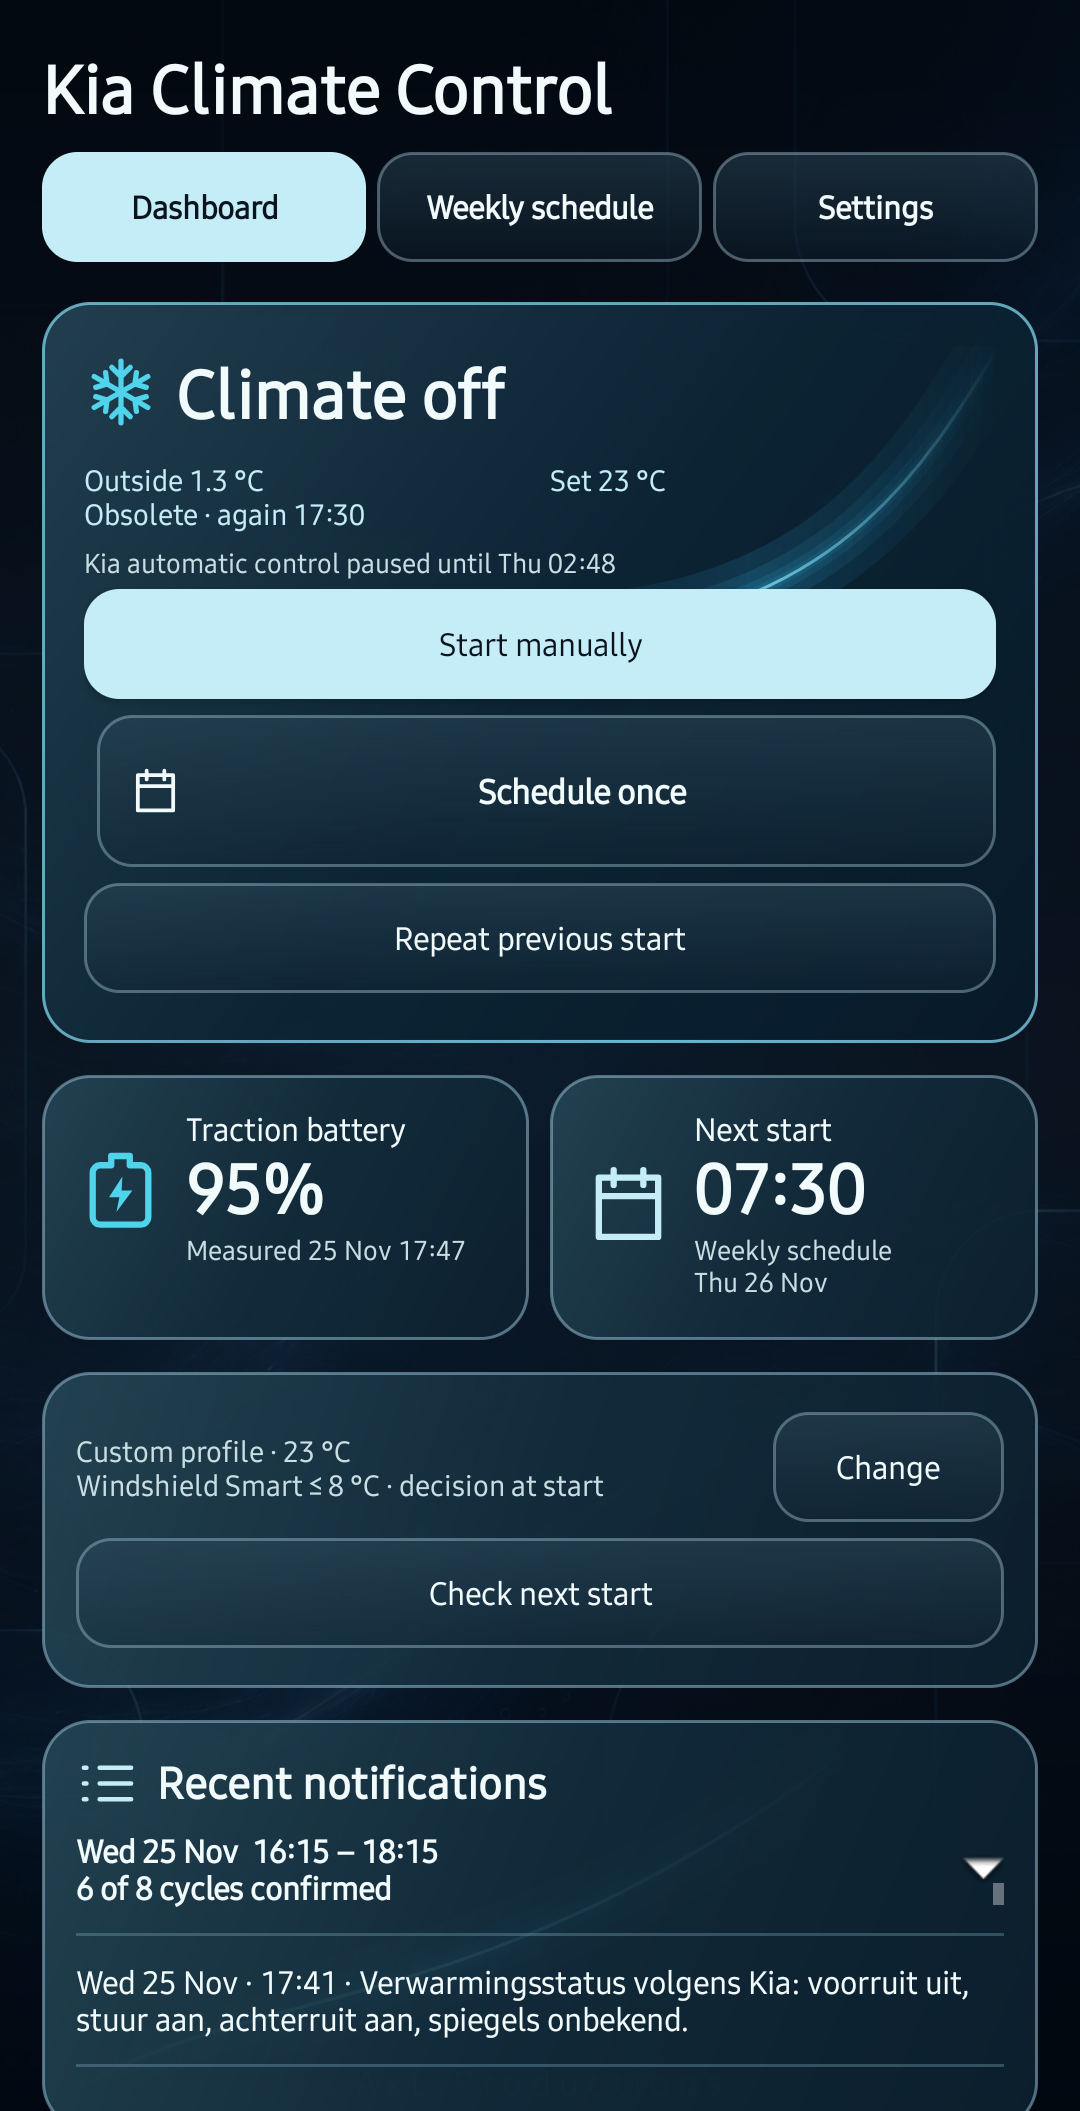 Kia Climate Control
Dashboard
Weekly schedule
Settings
Climate off
Outside 1.3 °C
Set 23 °C
Obsolete · again 17:30
Kia automatic control paused until Thu 02:48
Start manually
Schedule once
Repeat previous start
Traction battery
95%
Measured 25 Nov 17:47
Next start
07:30
Weekly schedule
Thu 26 Nov
Custom profile · 23 °C
Windshield Smart ≤ 8 °C · decision at start
Change
Check next start
Recent notifications
Wed 25 Nov  16:15 – 18:15
6 of 8 cycles confirmed
Wed 25 Nov · 17:41 · Verwarmingsstatus volgens Kia: voorruit uit,
stuur aan, achterruit aan, spiegels onbekend.